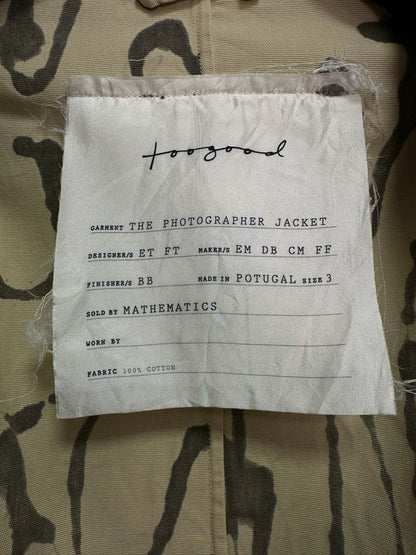 toogood
GARMENT THE PHOTOGRAPHER JACKET
DESIGNER/S ET FT MAKER/S EM DB CM FF
FINISHER/S BB MADE IN POTUGAL SIZE 3
SOLD BY MATHEMATICS
WORN BY
FABRIC 100% COTTON